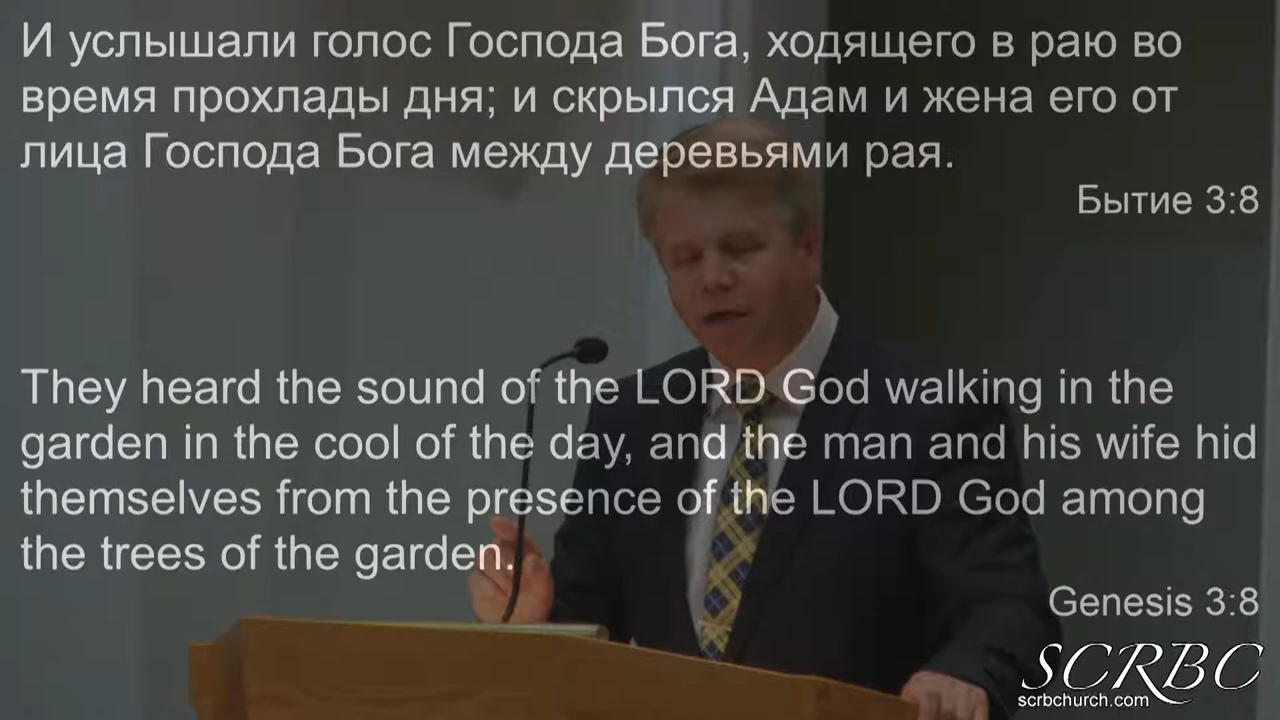 И услышали голос Господа Бога, ходящего в раю во
время прохлады дня; и скрылся Адам и жена его от
лица Господа Бога между деревьями рая.
Бытие 3:8
They heard the sound of the LORD God walking in the
garden in the cool of the day, and the man and his wife hid
themselves from the presence of the LORD God among
the trees of the garden.
Genesis 3:8
SCRBC
scrbchurch.com